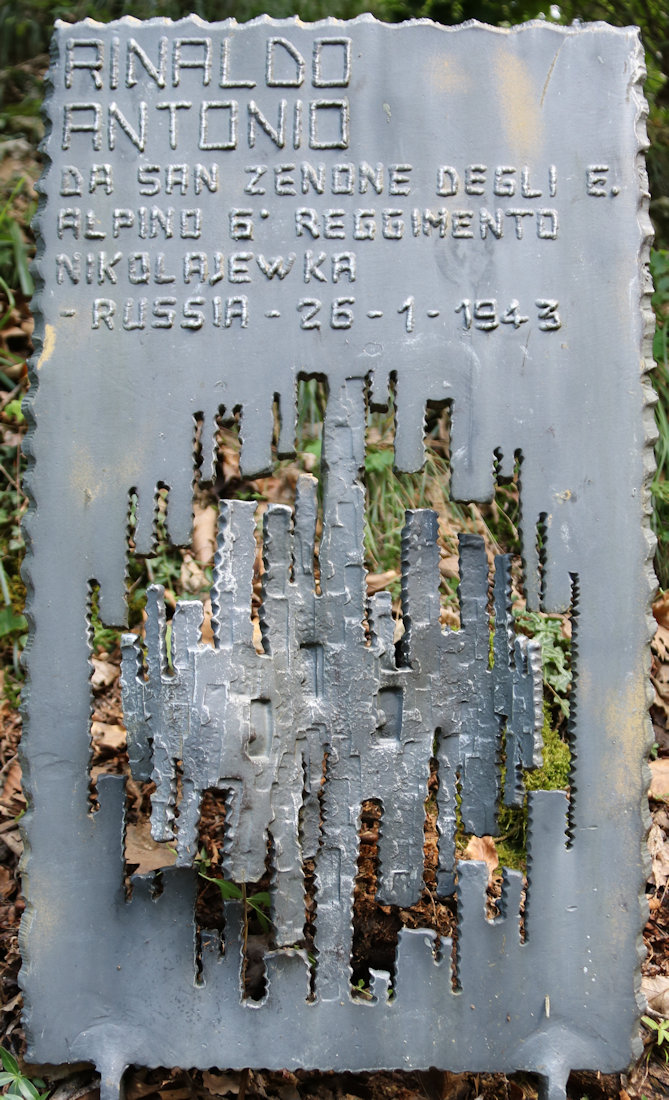 RINALDO
ANTONIO
DA SAN ZENONE DEGLI E.
ALPINO 6° REGGIMENTO
NIKOLAJEWKA
- RUSSIA - 26 - 1 - 1943